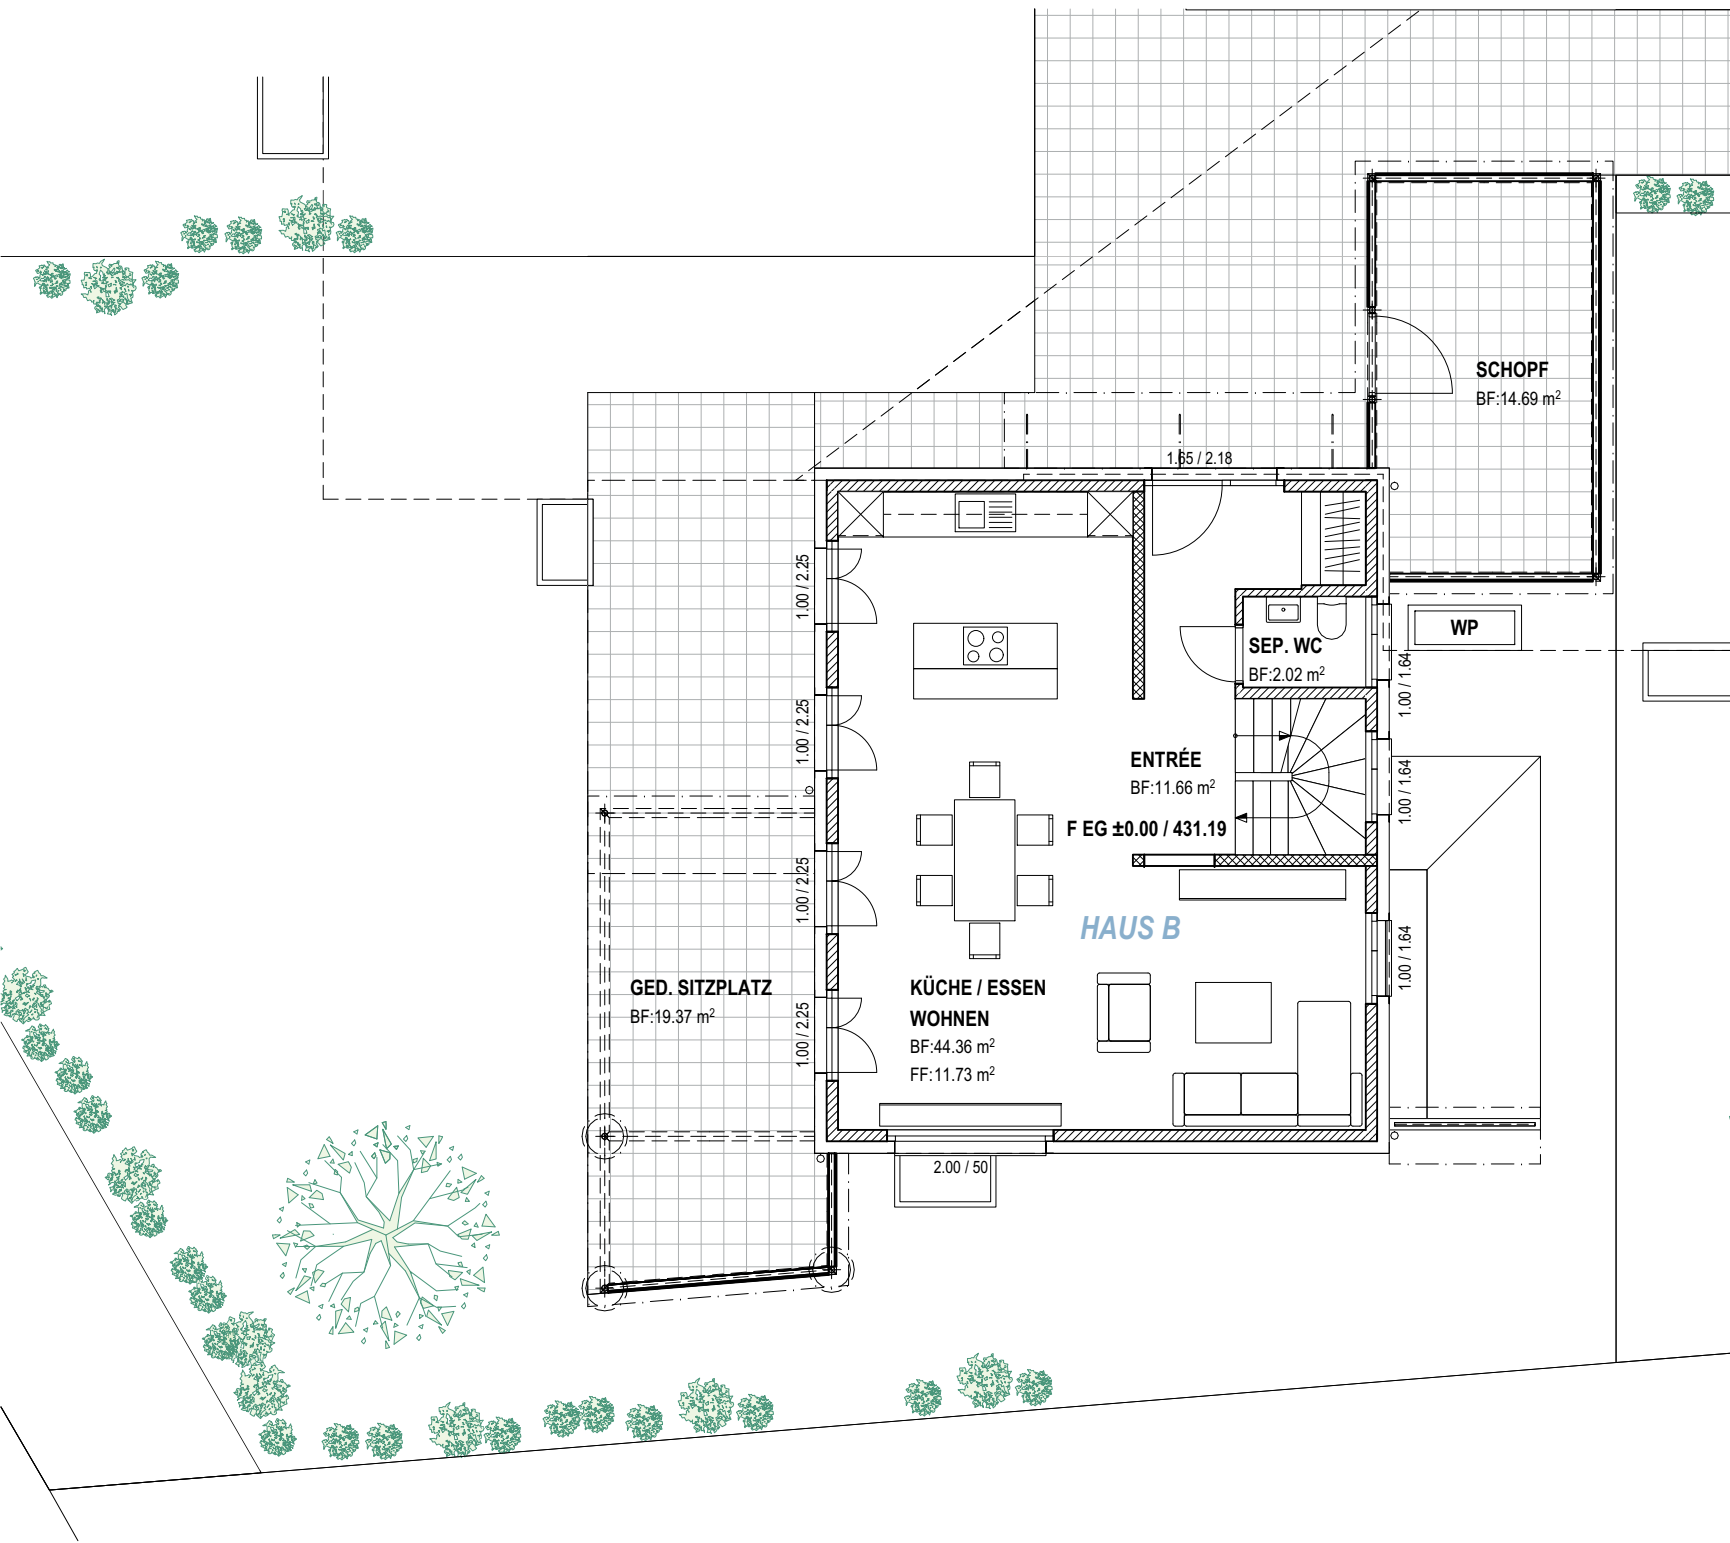 SCHOPF
BF:14.69 m²
1.65 / 2.18
1.00 / 2.25
WP
SEP. WC
BF:2.02 m²
1.00 / 1.64
1.00 / 2.25
ENTRÉE
BF:11.66 m²
1.00 / 1.64
F EG ±0.00 / 431.19
1.00 / 2.25
HAUS B
1.00 / 1.64
GED. SITZPLATZ
BF:19.37 m²
1.00 / 2.25
KÜCHE / ESSEN
WOHNEN
BF:44.36 m²
FF:11.73 m²
2.00 / 50